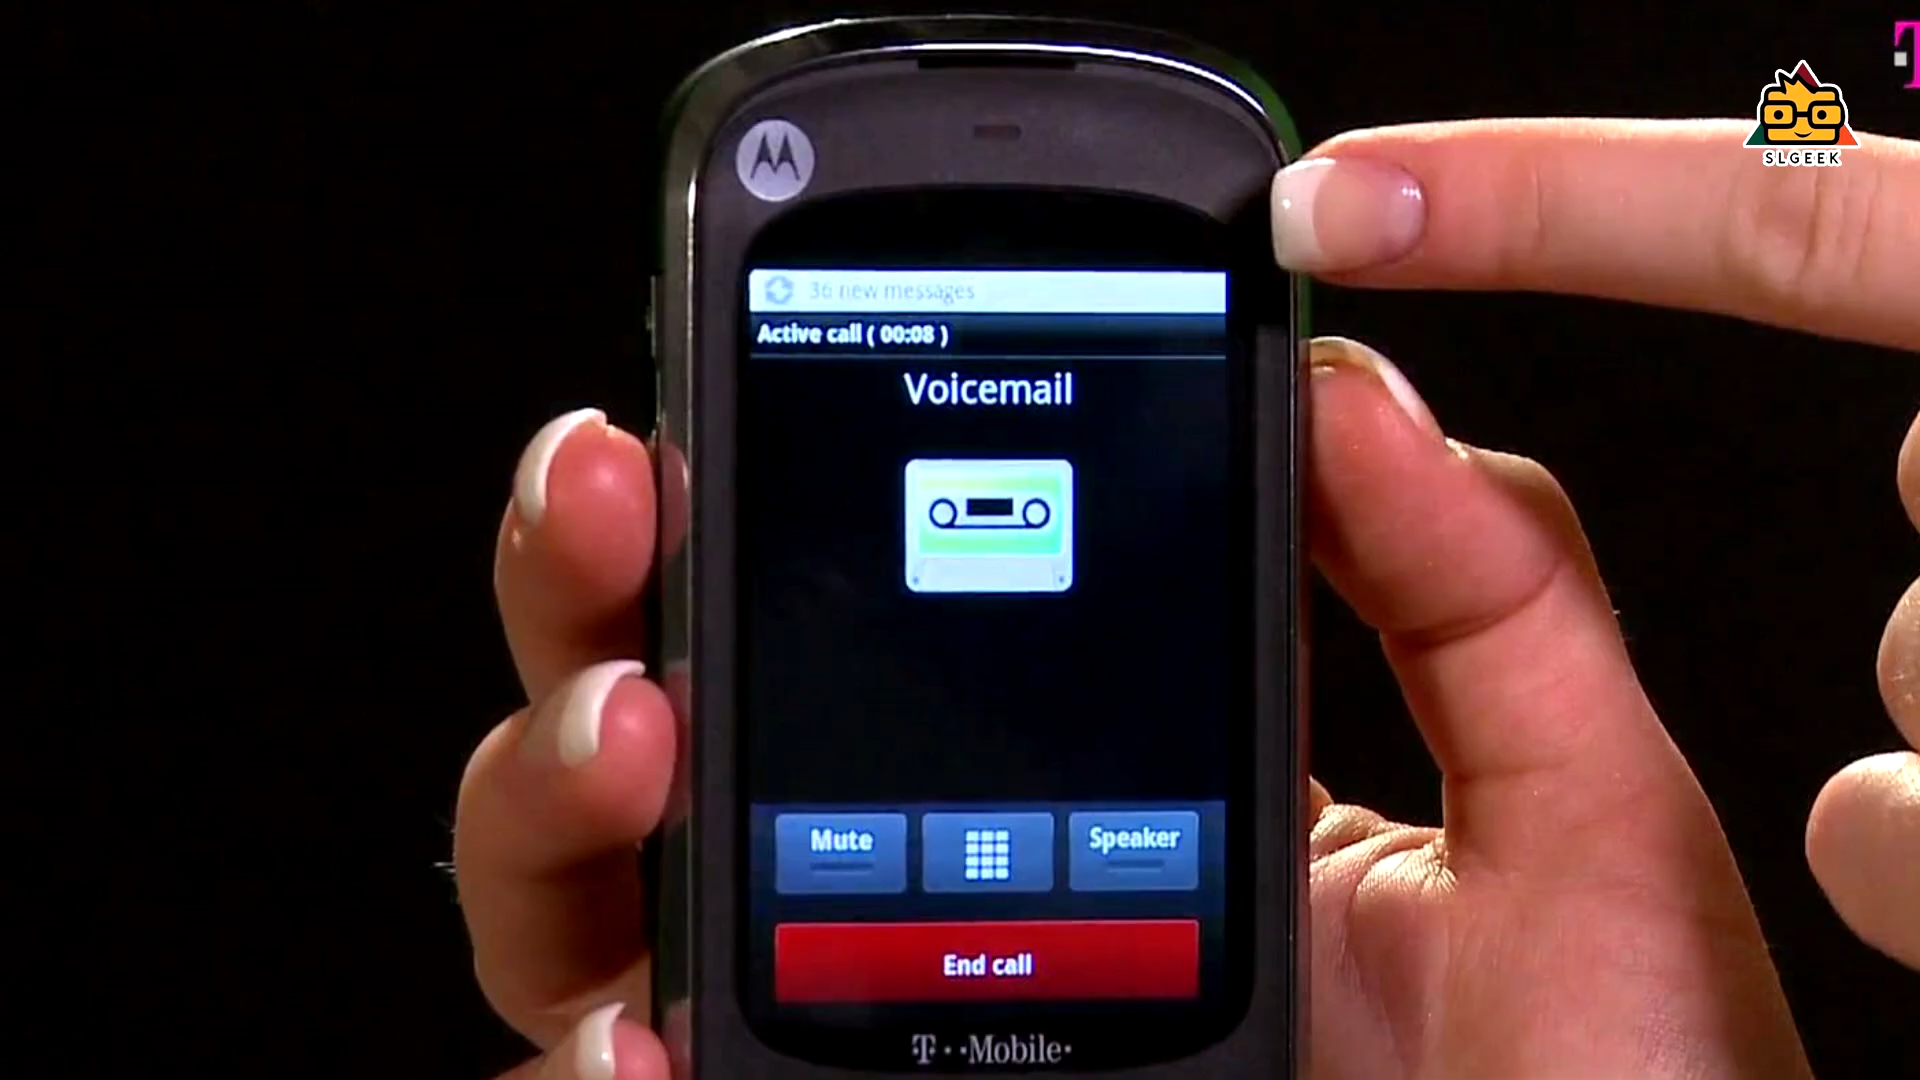 T
SLGEEK
36 new messages
Active call ( 00:08 )
Voicemail
Mute
Speaker
End call
T··Mobile·